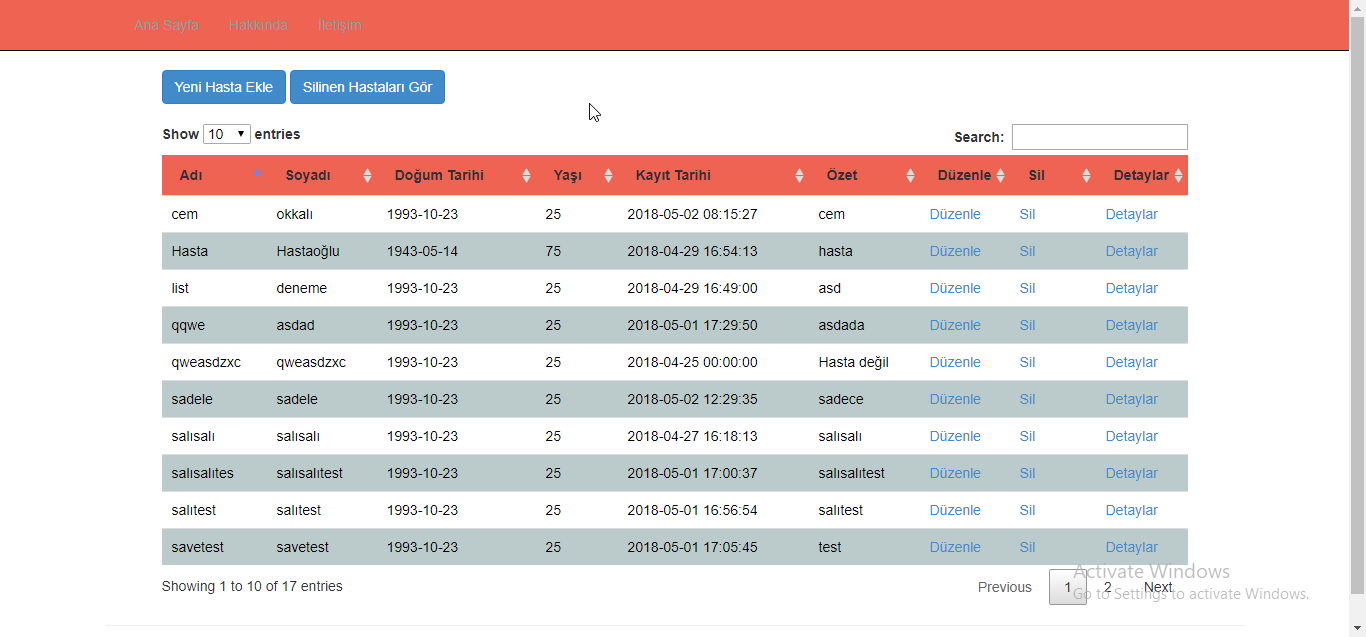 Ana Sayfa Hakkında İletişim
Yeni Hasta Ekle Silinen Hastaları Gör
Show 10 entries Search:
Adı Soyadı Doğum Tarihi Yaşı Kayıt Tarihi Özet Düzenle Sil Detaylar
cem okkalı 1993-10-23 25 2018-05-02 08:15:27 cem Düzenle Sil Detaylar
Hasta Hastaoğlu 1943-05-14 75 2018-04-29 16:54:13 hasta Düzenle Sil Detaylar
list deneme 1993-10-23 25 2018-04-29 16:49:00 asd Düzenle Sil Detaylar
qqwe asdad 1993-10-23 25 2018-05-01 17:29:50 asdada Düzenle Sil Detaylar
qweasdzxc qweasdzxc 1993-10-23 25 2018-04-25 00:00:00 Hasta değil Düzenle Sil Detaylar
sadele sadele 1993-10-23 25 2018-05-02 12:29:35 sadece Düzenle Sil Detaylar
salısalı salısalı 1993-10-23 25 2018-04-27 16:18:13 salısalı Düzenle Sil Detaylar
salısalıtes salısalıtest 1993-10-23 25 2018-05-01 17:00:37 salısalıtest Düzenle Sil Detaylar
salıtest salıtest 1993-10-23 25 2018-05-01 16:56:54 salıtest Düzenle Sil Detaylar
savetest savetest 1993-10-23 25 2018-05-01 17:05:45 test Düzenle Sil Detaylar
Showing 1 to 10 of 17 entries Previous 1 2 Next
Activate Windows
Go to Settings to activate Windows.